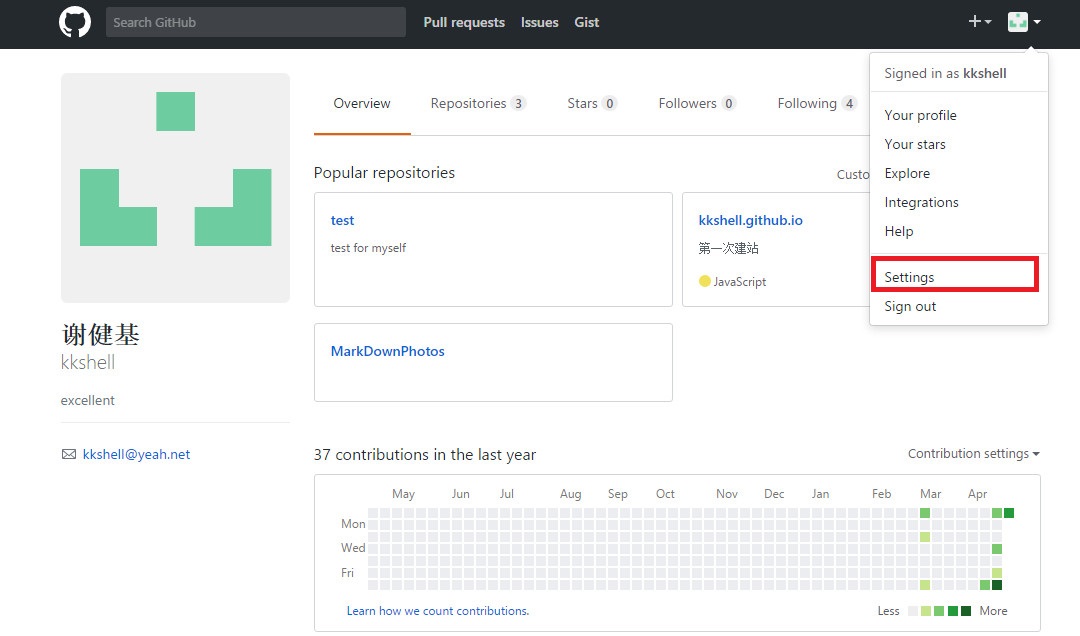 Search GitHub Pull requests Issues Gist
Signed in as kkshell
Your profile
Your stars
Explore
Integrations
Help
Settings
Sign out
Overview Repositories 3 Stars 0 Followers 0 Following 4
Popular repositories
test
test for myself
kkshell.github.io
第一次建站
JavaScript
MarkDownPhotos
谢健基
kkshell
excellent
kkshell@yeah.net
37 contributions in the last year Contribution settings
May Jun Jul Aug Sep Oct Nov Dec Jan Feb Mar Apr
Mon
Wed
Fri
Learn how we count contributions. Less More